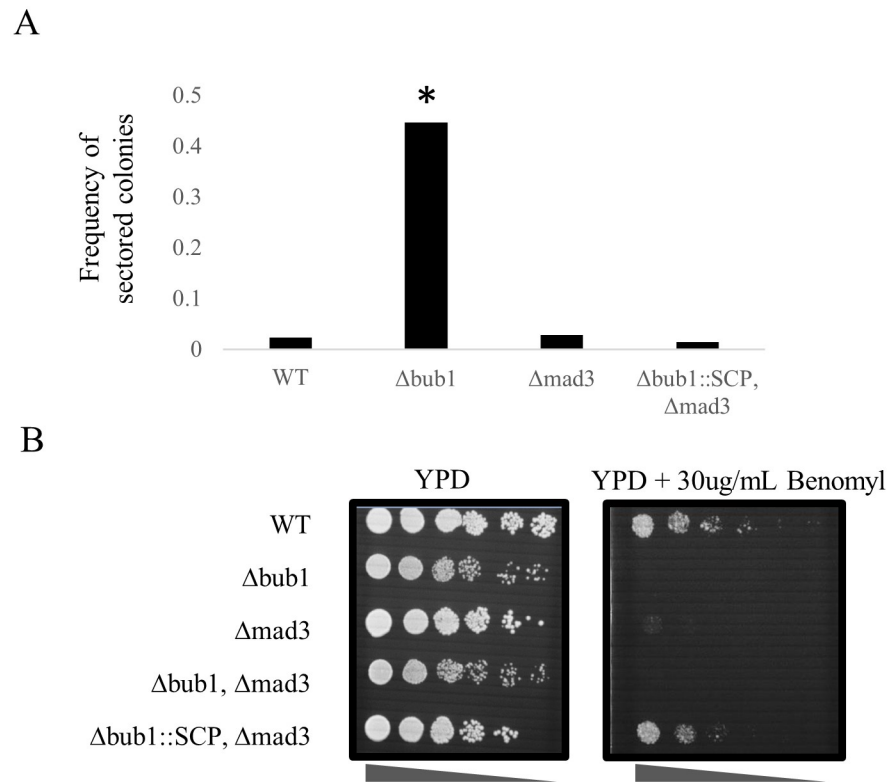 A
0.5
0.4
0.3
0.2
0.1
0
Frequency of
sectored colonies
*
WT
Δbub1
Δmad3
Δbub1::SCP,
Δmad3
B
YPD
YPD + 30ug/mL Benomyl
WT
Δbub1
Δmad3
Δbub1, Δmad3
Δbub1::SCP, Δmad3